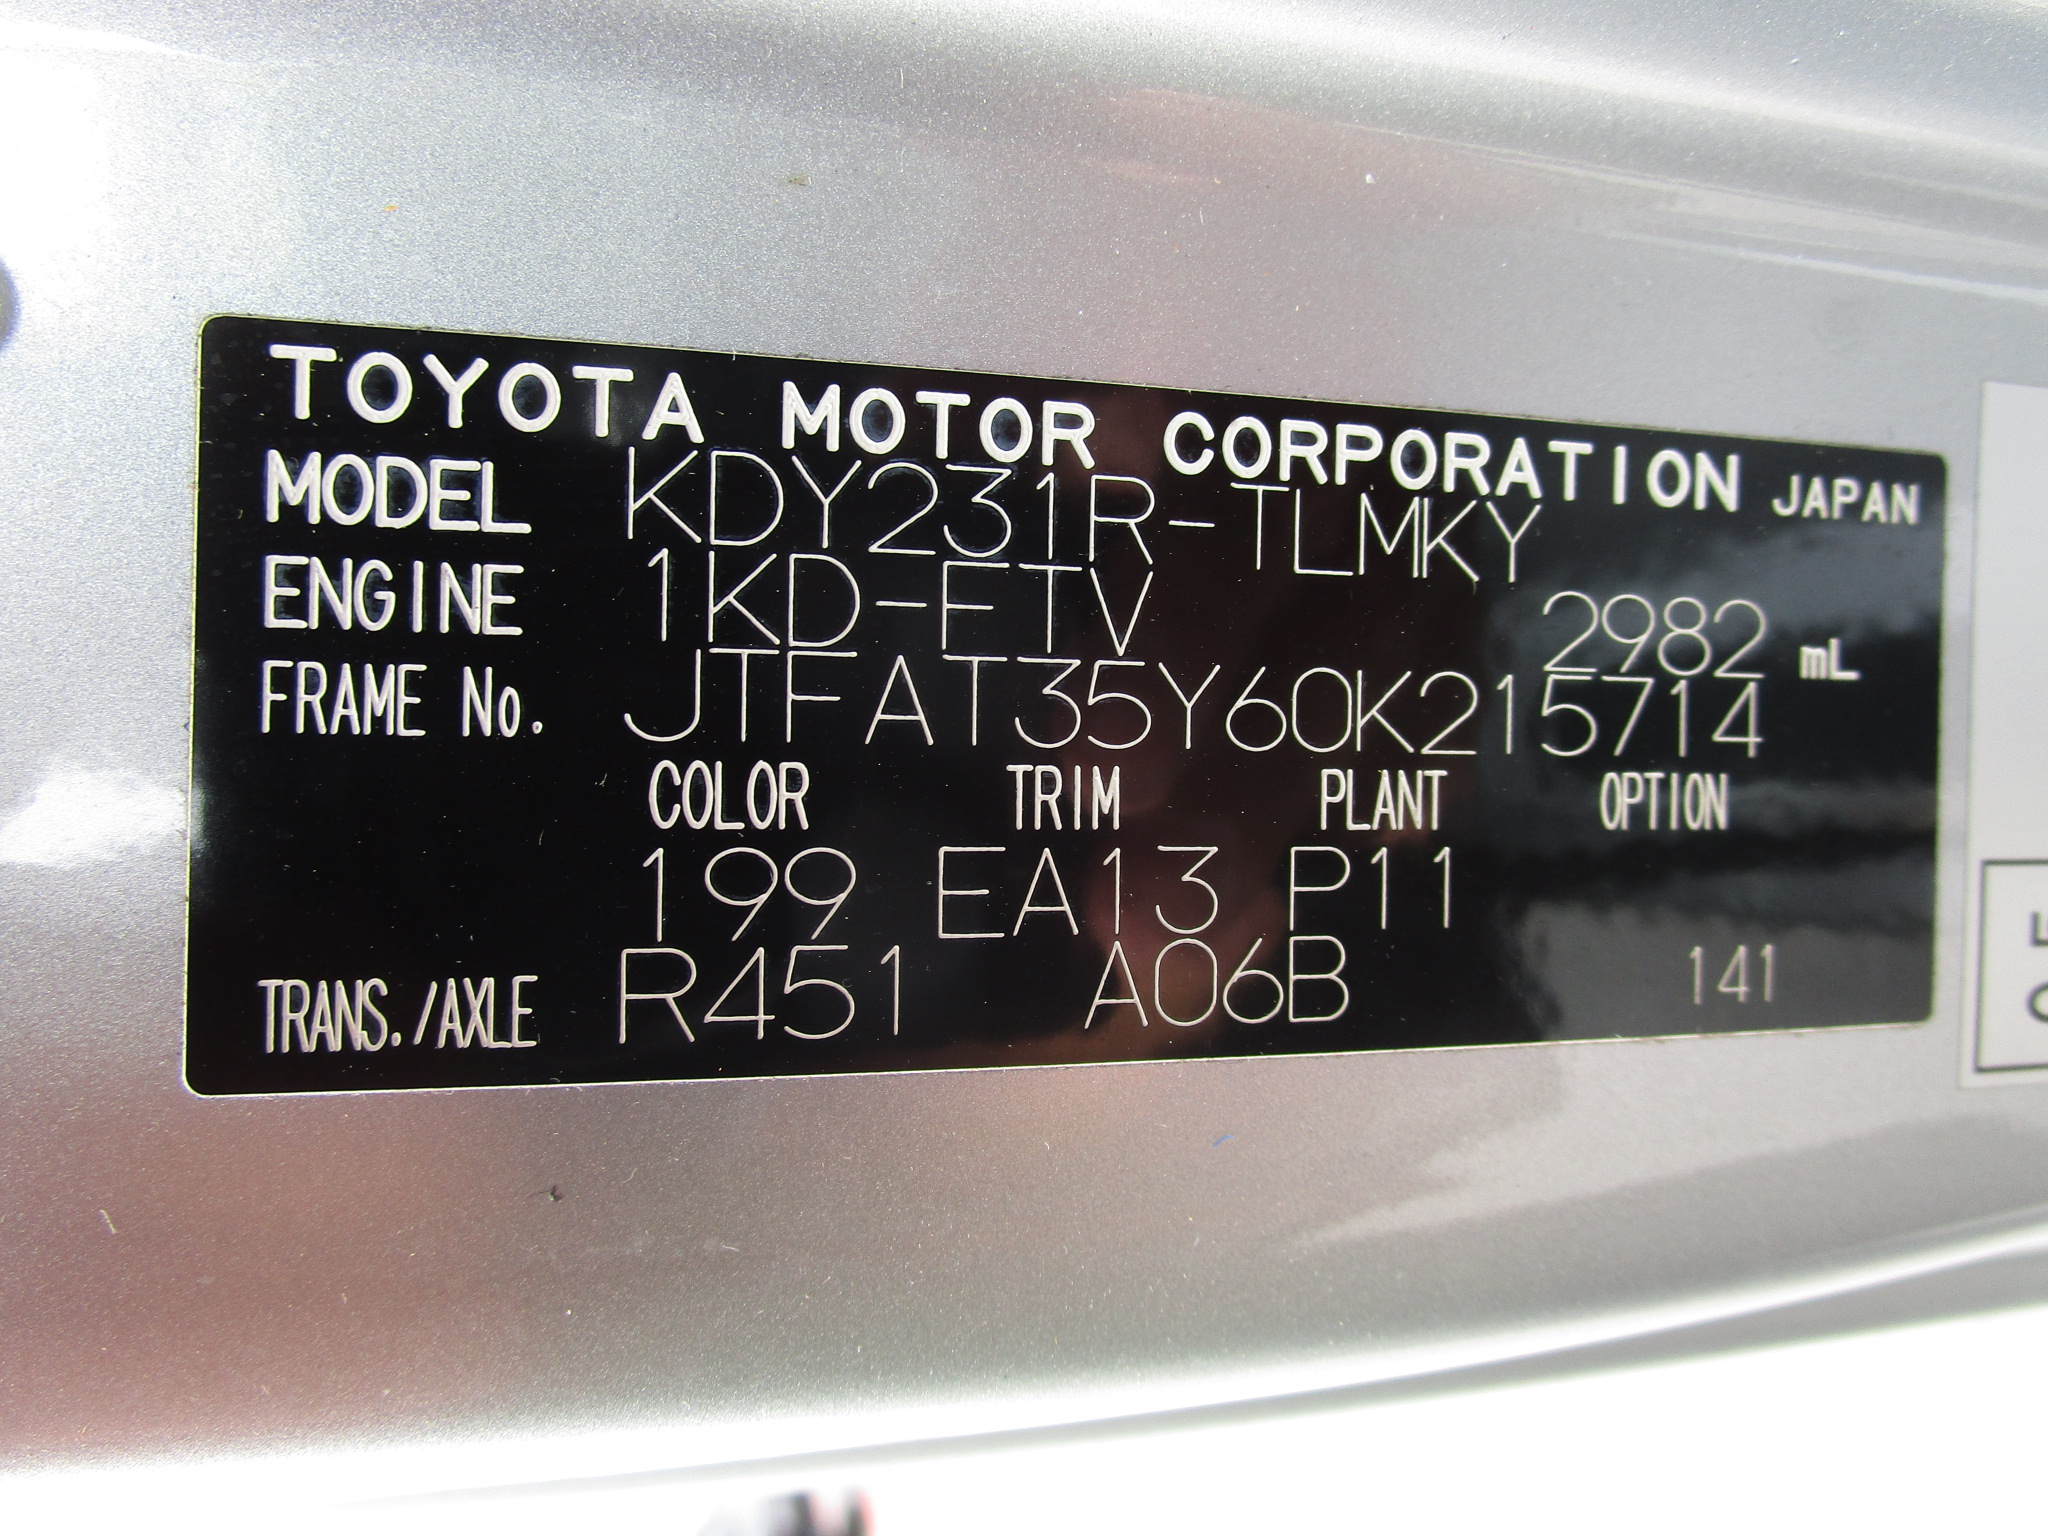 TOYOTA MOTOR CORPORATION JAPAN
MODEL KDY231R-TLMKY
ENGINE 1KD-FTV 2982 mL
FRAME No. JTFAT35Y60K215714
COLOR TRIM PLANT OPTION
199 EA13 P11
TRANS./AXLE R451 A06B 141